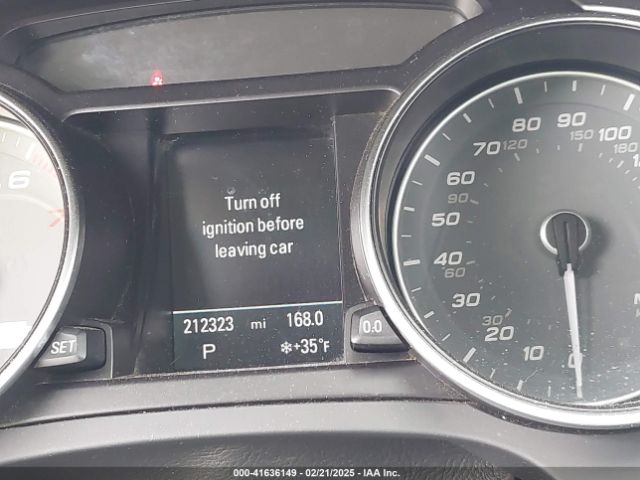 Turn off
ignition before
leaving car
212323 mi 168.0
P ❄+35°F
SET
0.0
6
7
0
10
20
30
40
50
60
70
80
90
100
30
60
90
120
150
180
000-41636149 - 02/21/2025 - IAA Inc.